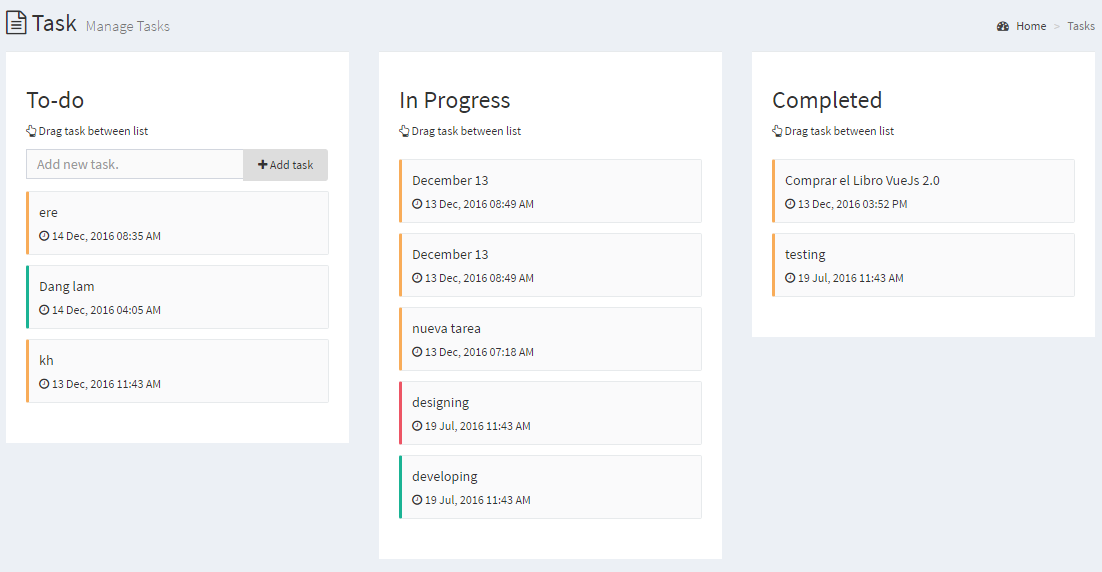 Task Manage Tasks
Home > Tasks
To-do
Drag task between list
Add new task.
Add task
ere
14 Dec, 2016 08:35 AM
Dang lam
14 Dec, 2016 04:05 AM
kh
13 Dec, 2016 11:43 AM
In Progress
Drag task between list
December 13
13 Dec, 2016 08:49 AM
December 13
13 Dec, 2016 08:49 AM
nueva tarea
13 Dec, 2016 07:18 AM
designing
19 Jul, 2016 11:43 AM
developing
19 Jul, 2016 11:43 AM
Completed
Drag task between list
Comprar el Libro VueJs 2.0
13 Dec, 2016 03:52 PM
testing
19 Jul, 2016 11:43 AM